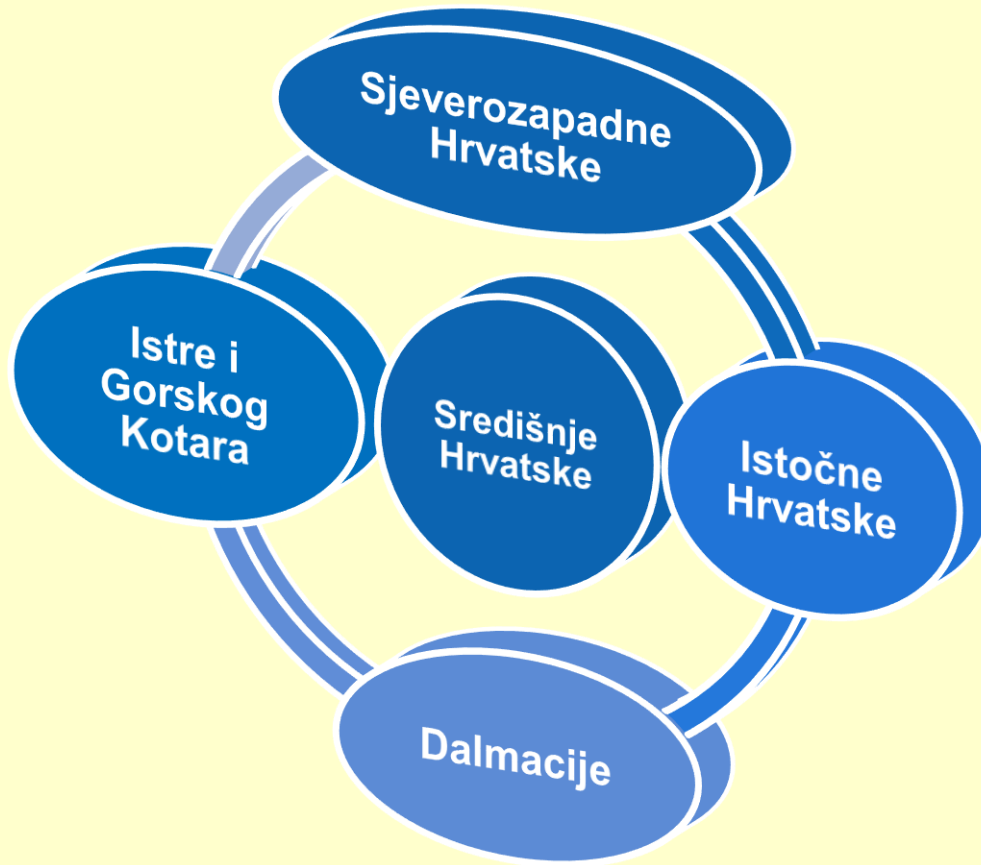 Sjeverozapadne
Hrvatske
Istre i
Gorskog
Kotara
Središnje
Hrvatske
Istočne
Hrvatske
Dalmacije